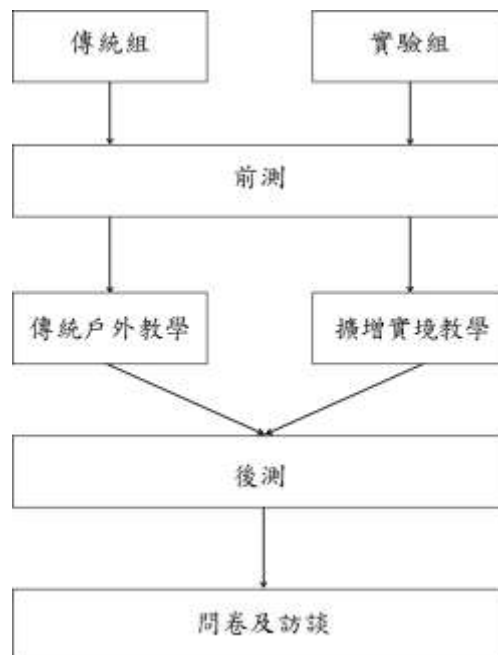 傳統組
實驗組
前測
傳統戶外教學
擴增實境教學
後測
問卷及訪談